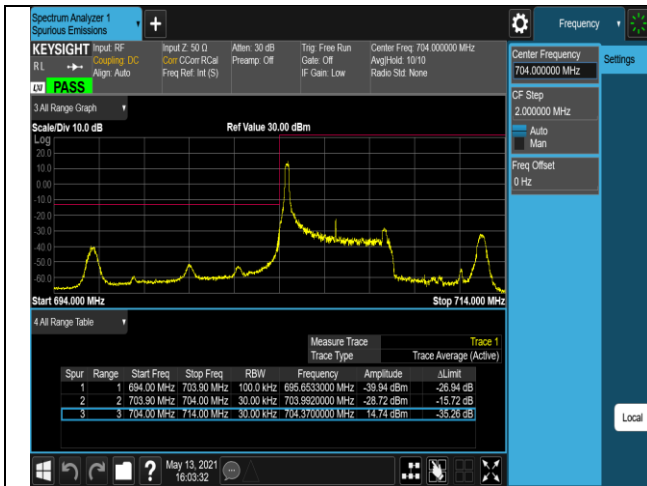 Spectrum Analyzer 1
Spurious Emissions
+
Frequency
KEYSIGHT
RL
Input: RF
Coupling: DC
Align: Auto
Input Z: 50 Ω
Corr CCorr RCal
Freq Ref: Int (S)
Atten: 30 dB
Preamp: Off
Trig: Free Run
Gate: Off
IF Gain: Low
Center Freq: 704.000000 MHz
Avg|Hold: 10/10
Radio Std: None
LXI PASS
Center Frequency
704.000000 MHz
Settings
CF Step
2.000000 MHz
Auto
Man
Freq Offset
0 Hz
Local
3 All Range Graph
Scale/Div 10.0 dB Ref Value 30.00 dBm
Log
20.0
10.0
0.00
-10.0
-20.0
-30.0
-40.0
-50.0
-60.0
Start 694.000 MHz Stop 714.000 MHz
4 All Range Table
Measure Trace Trace 1
Trace Type Trace Average (Active)
Spur Range Start Freq Stop Freq RBW Frequency Amplitude ΔLimit
1 1 694.00 MHz 703.90 MHz 100.0 kHz 695.6533000 MHz -39.94 dBm -26.94 dB
2 2 703.90 MHz 704.00 MHz 30.00 kHz 703.9920000 MHz -28.72 dBm -15.72 dB
3 3 704.00 MHz 714.00 MHz 30.00 kHz 704.3700000 MHz 14.74 dBm -35.26 dB
?
May 13, 2021
16:03:32